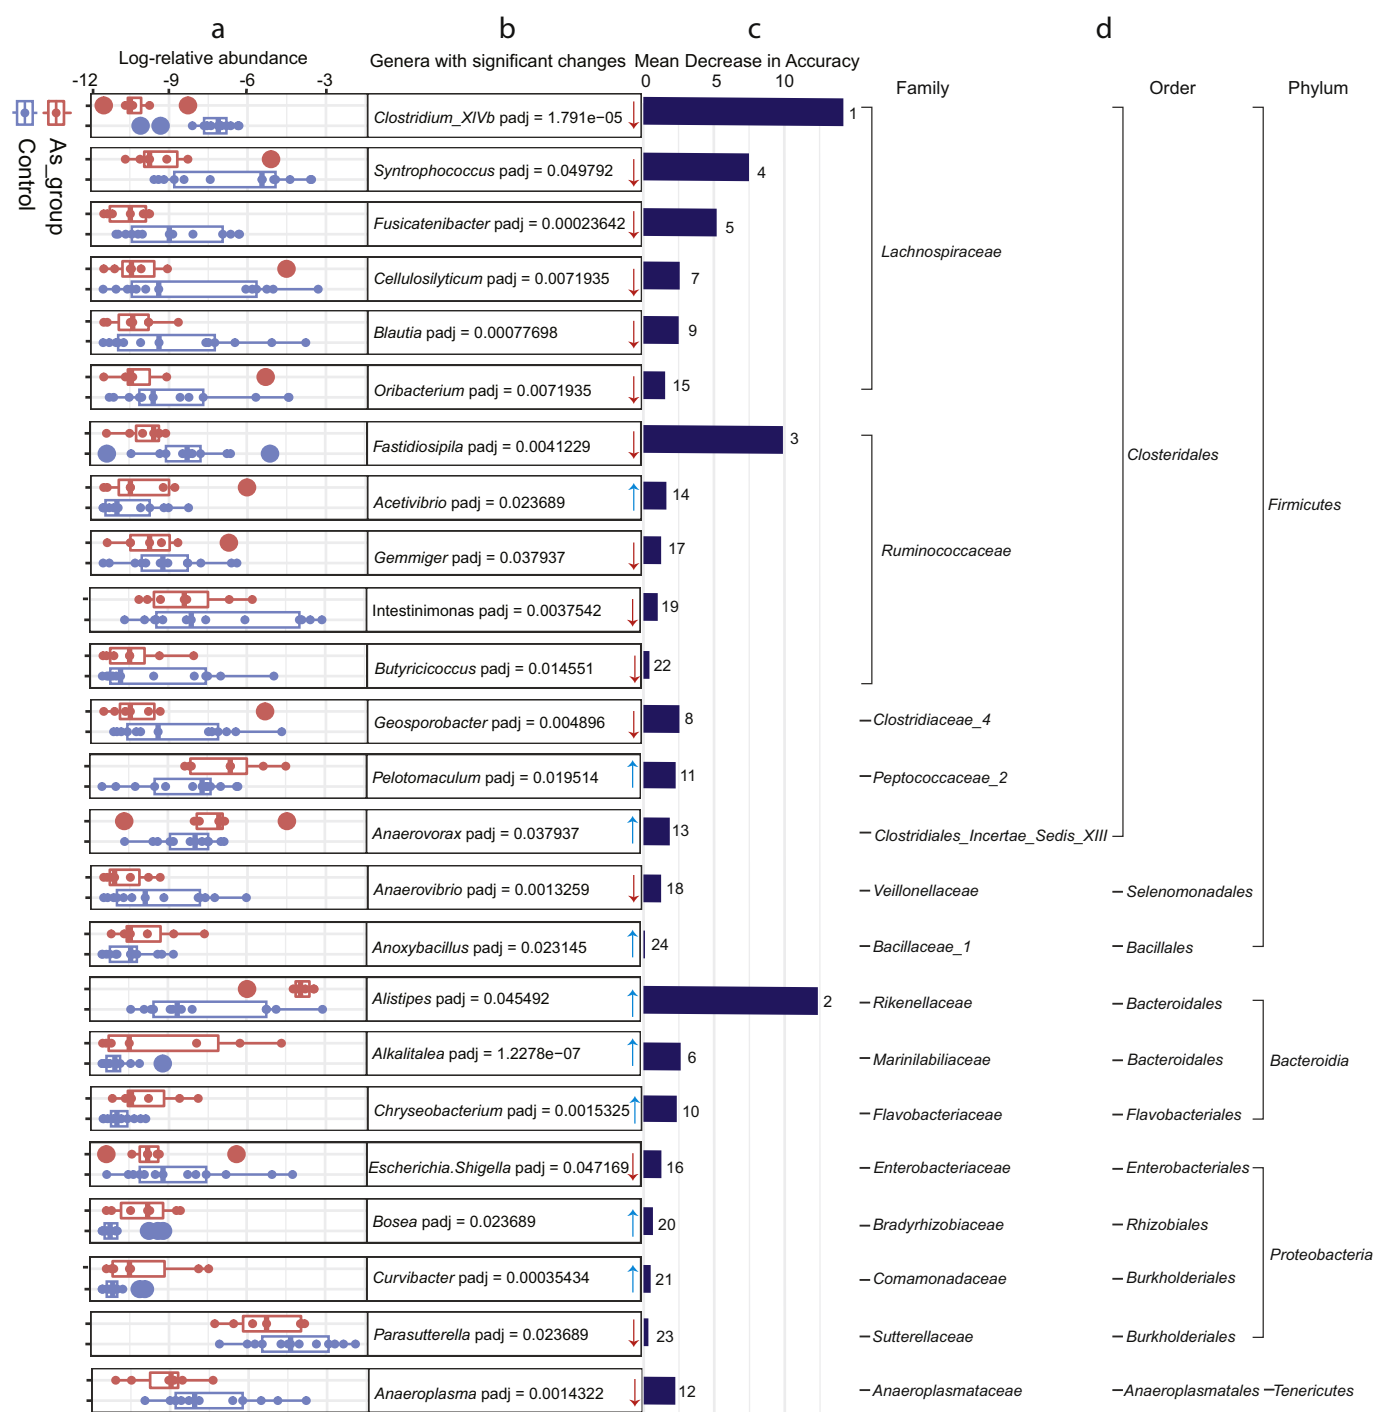 a b c d
Log-relative abundance Genera with significant changes Mean Decrease in Accuracy
-12 -9 -6 -3 0 5 10 Family Order Phylum
As_group
Control
Clostridium_XIVb padj = 1.791e−05 1
Syntrophococcus padj = 0.049792 4
Fusicatenibacter padj = 0.00023642 5
Lachnospiraceae
Cellulosilyticum padj = 0.0071935 7
Blautia padj = 0.00077698 9
Oribacterium padj = 0.0071935 15
Fastidiosipila padj = 0.0041229 3
Closteridales
Acetivibrio padj = 0.023689 14
Firmicutes
Gemmiger padj = 0.037937 17
Ruminococcaceae
Intestinimonas padj = 0.0037542 19
Butyricicoccus padj = 0.014551 22
Geosporobacter padj = 0.004896 8 Clostridiaceae_4
Pelotomaculum padj = 0.019514 11 Peptococcaceae_2
Anaerovorax padj = 0.037937 13 Clostridiales_Incertae_Sedis_XIII
Anaerovibrio padj = 0.0013259 18 Veillonellaceae Selenomonadales
Anoxybacillus padj = 0.023145 24 Bacillaceae_1 Bacillales
Alistipes padj = 0.045492 2 Rikenellaceae Bacteroidales
Alkalitalea padj = 1.2278e−07 6 Marinilabiliaceae Bacteroidales Bacteroidia
Chryseobacterium padj = 0.0015325 10 Flavobacteriaceae Flavobacteriales
Escherichia.Shigella padj = 0.047169 16 Enterobacteriaceae Enterobacteriales
Bosea padj = 0.023689 20 Bradyrhizobiaceae Rhizobiales
Proteobacteria
Curvibacter padj = 0.00035434 21 Comamonadaceae Burkholderiales
Parasutterella padj = 0.023689 23 Sutterellaceae Burkholderiales
Anaeroplasma padj = 0.0014322 12 Anaeroplasmataceae Anaeroplasmatales Tenericutes